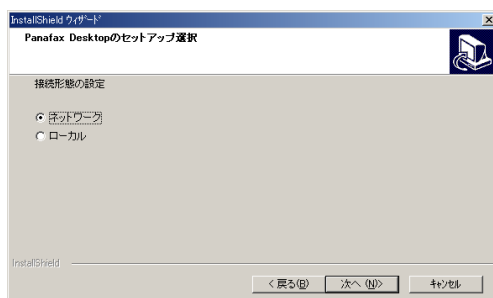 InstallShield ウィザード
Panafax Desktopのセットアップ選択
接続形態の設定
ネットワーク
ローカル
InstallShield
< 戻る(B) 次へ (N)> キャンセル